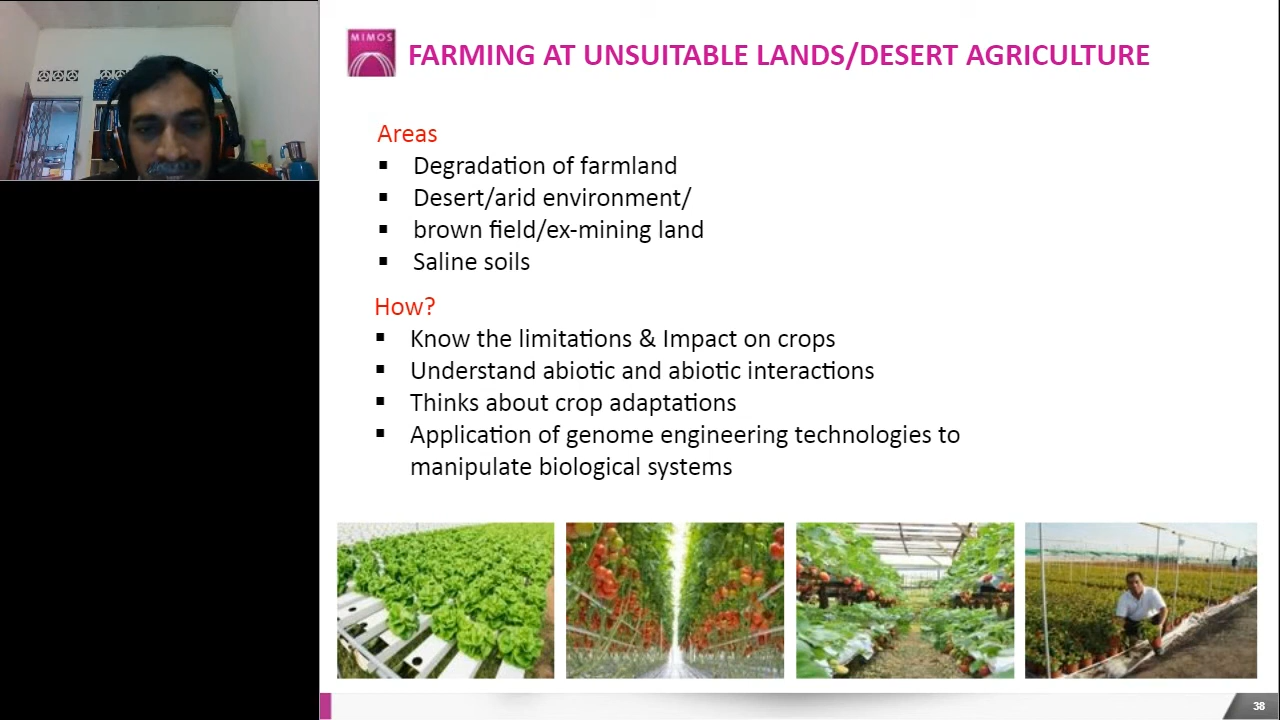 MIMOS
FARMING AT UNSUITABLE LANDS/DESERT AGRICULTURE
Areas
▪ Degradation of farmland
▪ Desert/arid environment/
▪ brown field/ex-mining land
▪ Saline soils
How?
▪ Know the limitations & Impact on crops
▪ Understand abiotic and abiotic interactions
▪ Thinks about crop adaptations
▪ Application of genome engineering technologies to
manipulate biological systems
38